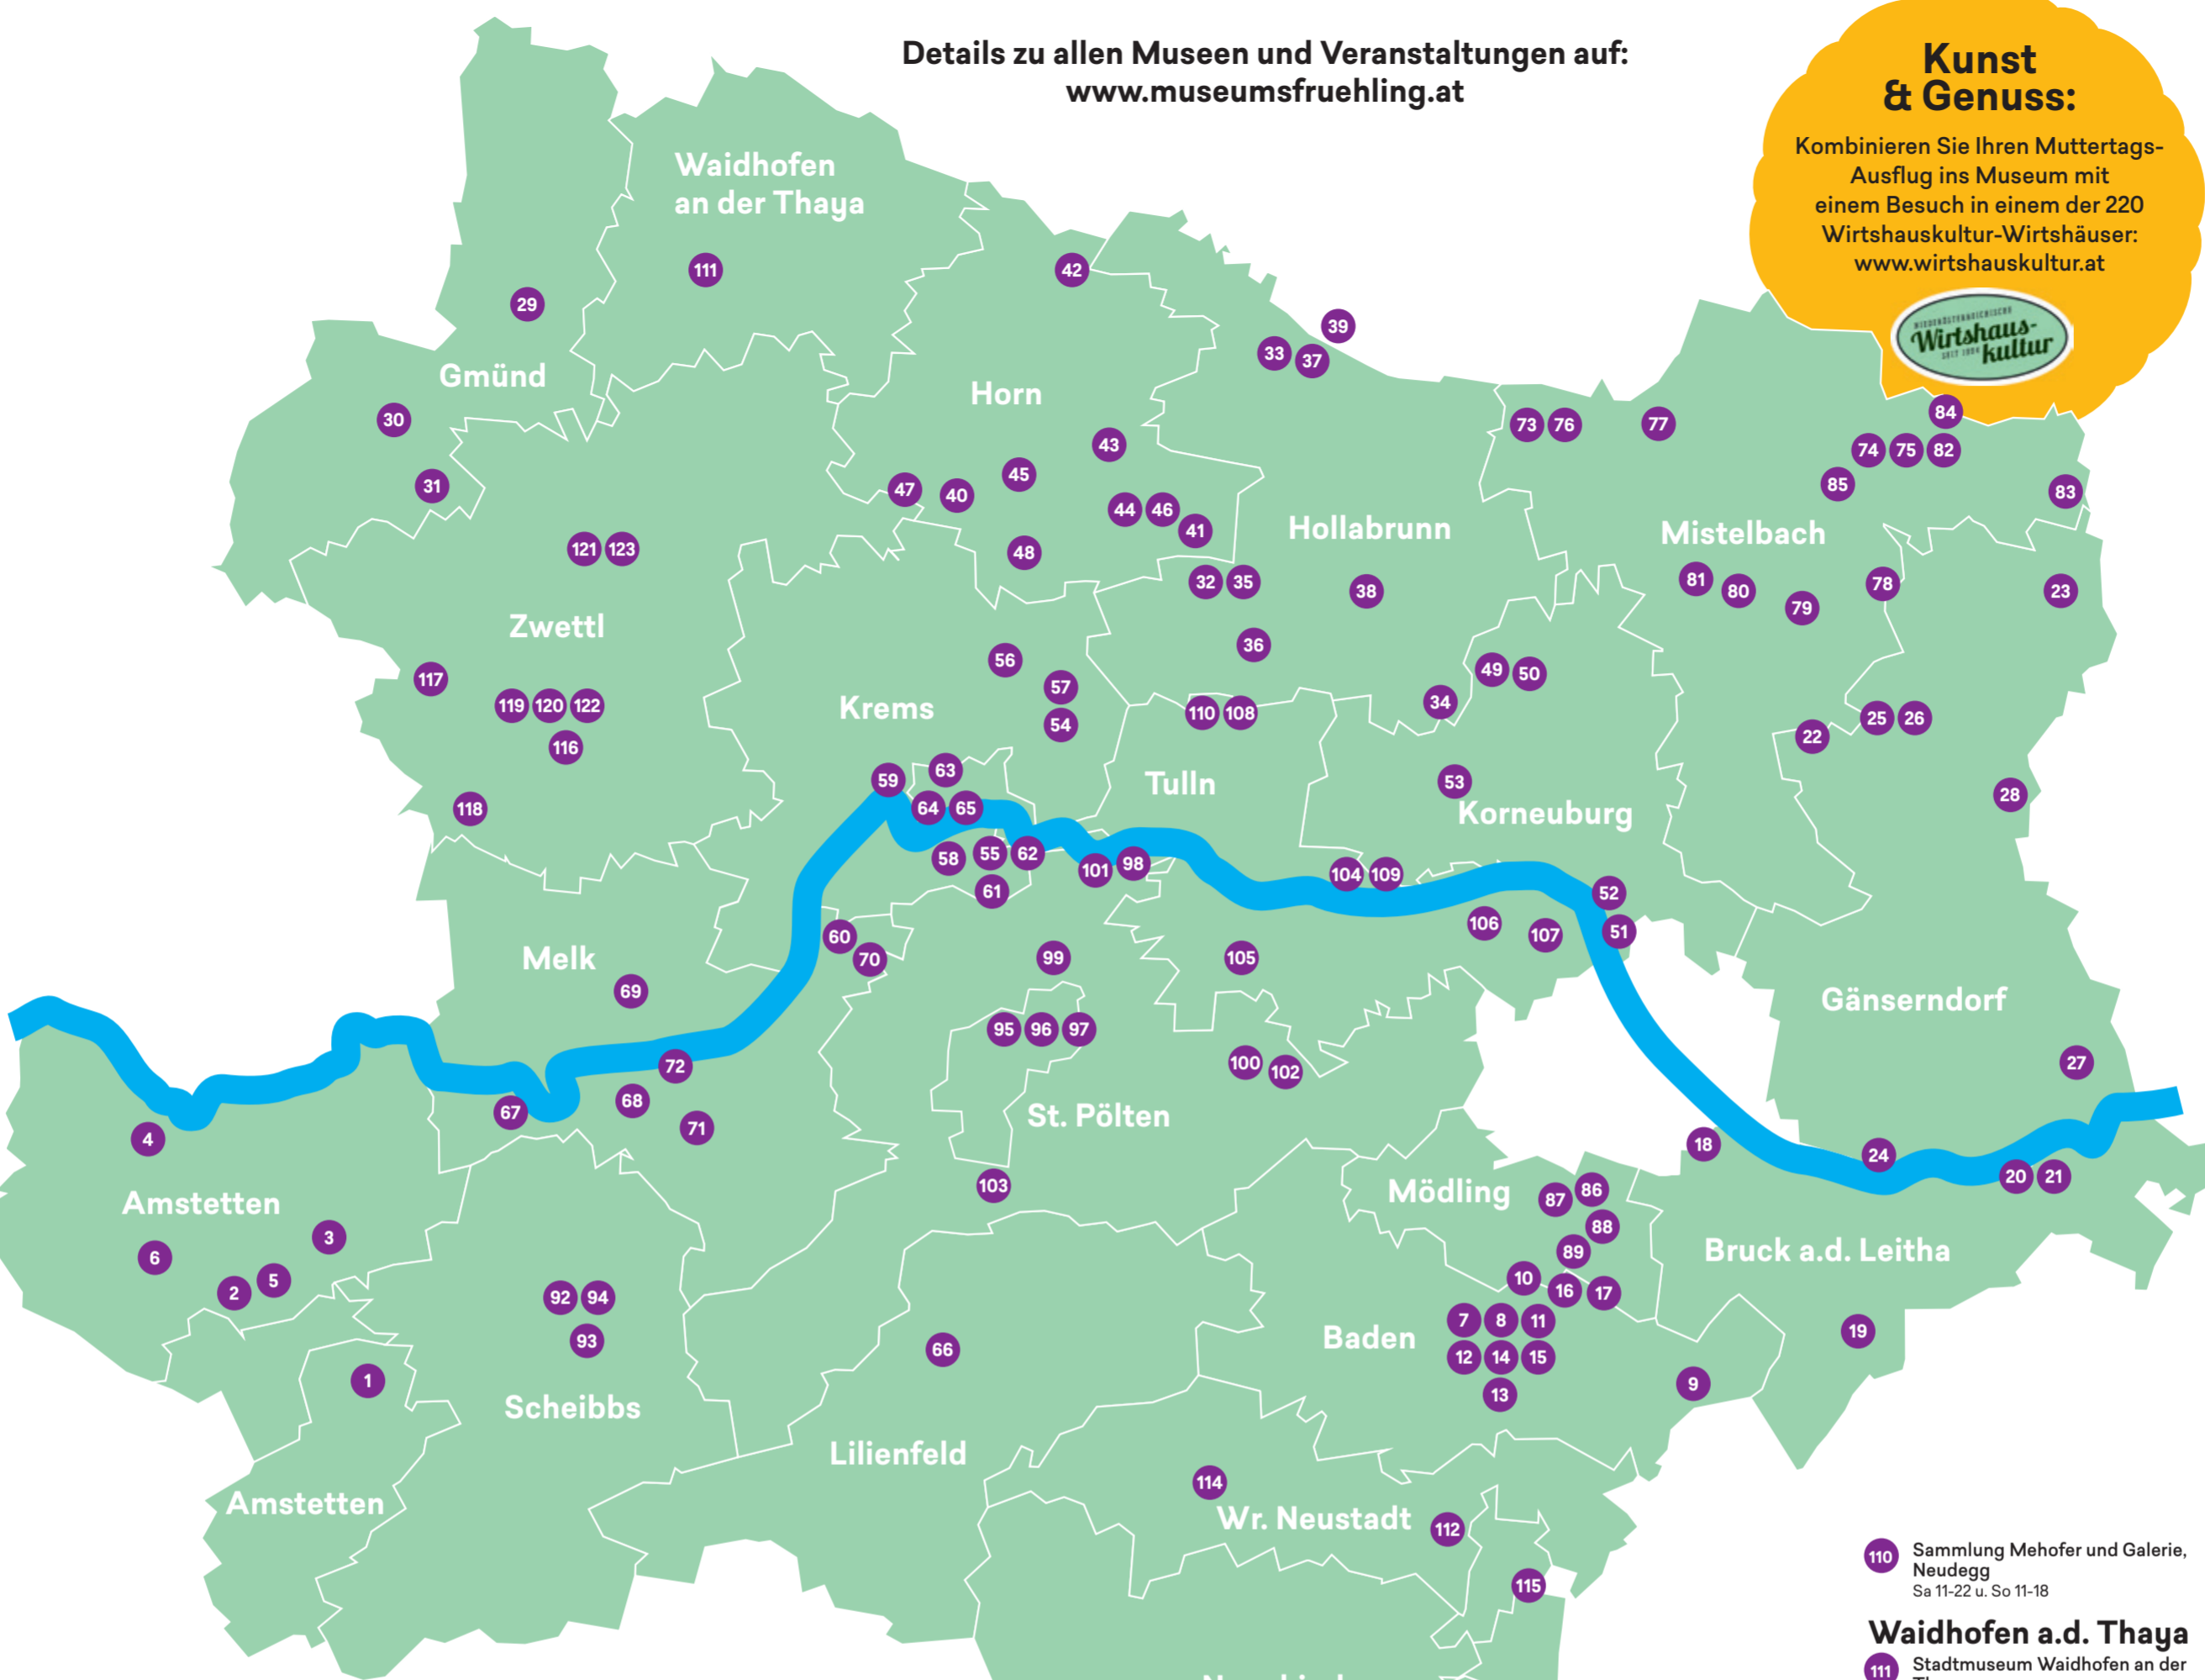 Details zu allen Museen und Veranstaltungen auf:
www.museumsfruehling.at
Kunst
& Genuss:
Kombinieren Sie Ihren Muttertags-
Ausflug ins Museum mit
einem Besuch in einem der 220
Wirtshauskultur-Wirtshäuser:
www.wirtshauskultur.at
NIEDERÖSTERREICHISCHE
Wirtshaus-
SEIT 1994 kultur
Waidhofen
an der Thaya
111
42
29
39
33 37
Gmünd
Horn
30
84
73 76
77
43
74 75 82
45
31
85
47
40
83
44 46
41
Hollabrunn
Mistelbach
121 123
48
32 35
81
80
78
23
38
79
Zwettl
36
56
49 50
117
57
34
119 120 122
Krems
110 108
25 26
54
22
116
63
59
Tulln
53
28
118
64 65
Korneuburg
58 55 62
101 98
104 109
61
52
106
107
51
60
70
Melk
99
105
69
95 96 97
Gänserndorf
72
100
102
27
68
67
St. Pölten
71
4
18
24
20 21
103
Mödling
87
86
Amstetten
88
3
89
Bruck a.d. Leitha
6
5
2
10
16
17
92 94
93
7 8 11
Baden
19
66
12 14 15
1
13
9
Scheibbs
Lilienfeld
114
Amstetten
Wr. Neustadt
112
115
110 Sammlung Mehofer und Galerie,
Neudegg
Sa 11-22 u. So 11-18
Waidhofen a.d. Thaya
111 Stadtmuseum Waidhofen an der